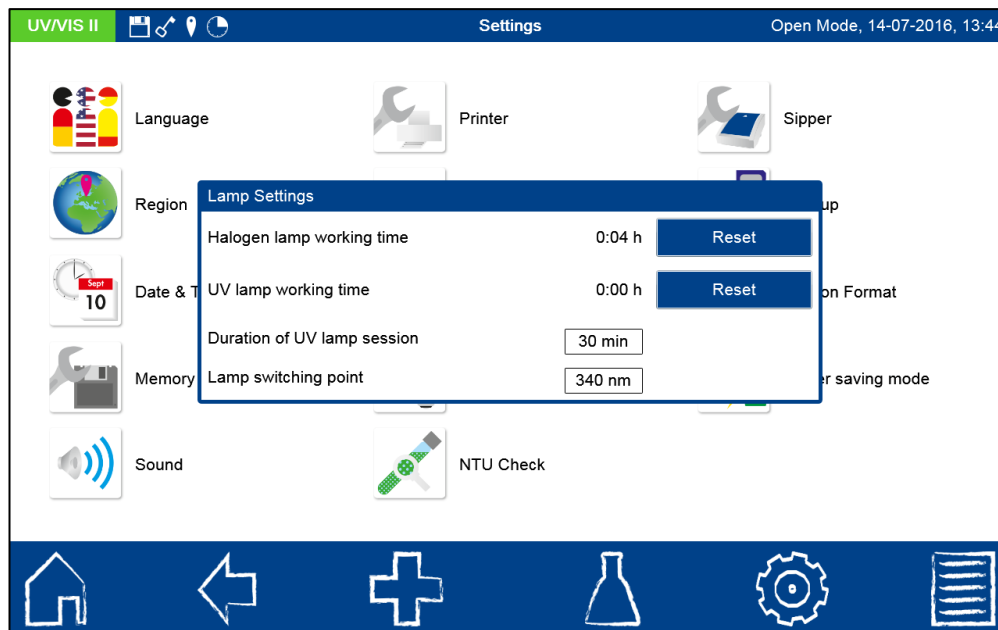 UV/VIS II Settings Open Mode, 14-07-2016, 13:44
Language Printer Sipper
Region up
Lamp Settings
Halogen lamp working time 0:04 h Reset
Sept
10
Date & T on Format
UV lamp working time 0:00 h Reset
Duration of UV lamp session 30 min
Memory r saving mode
Lamp switching point 340 nm
Sound NTU Check